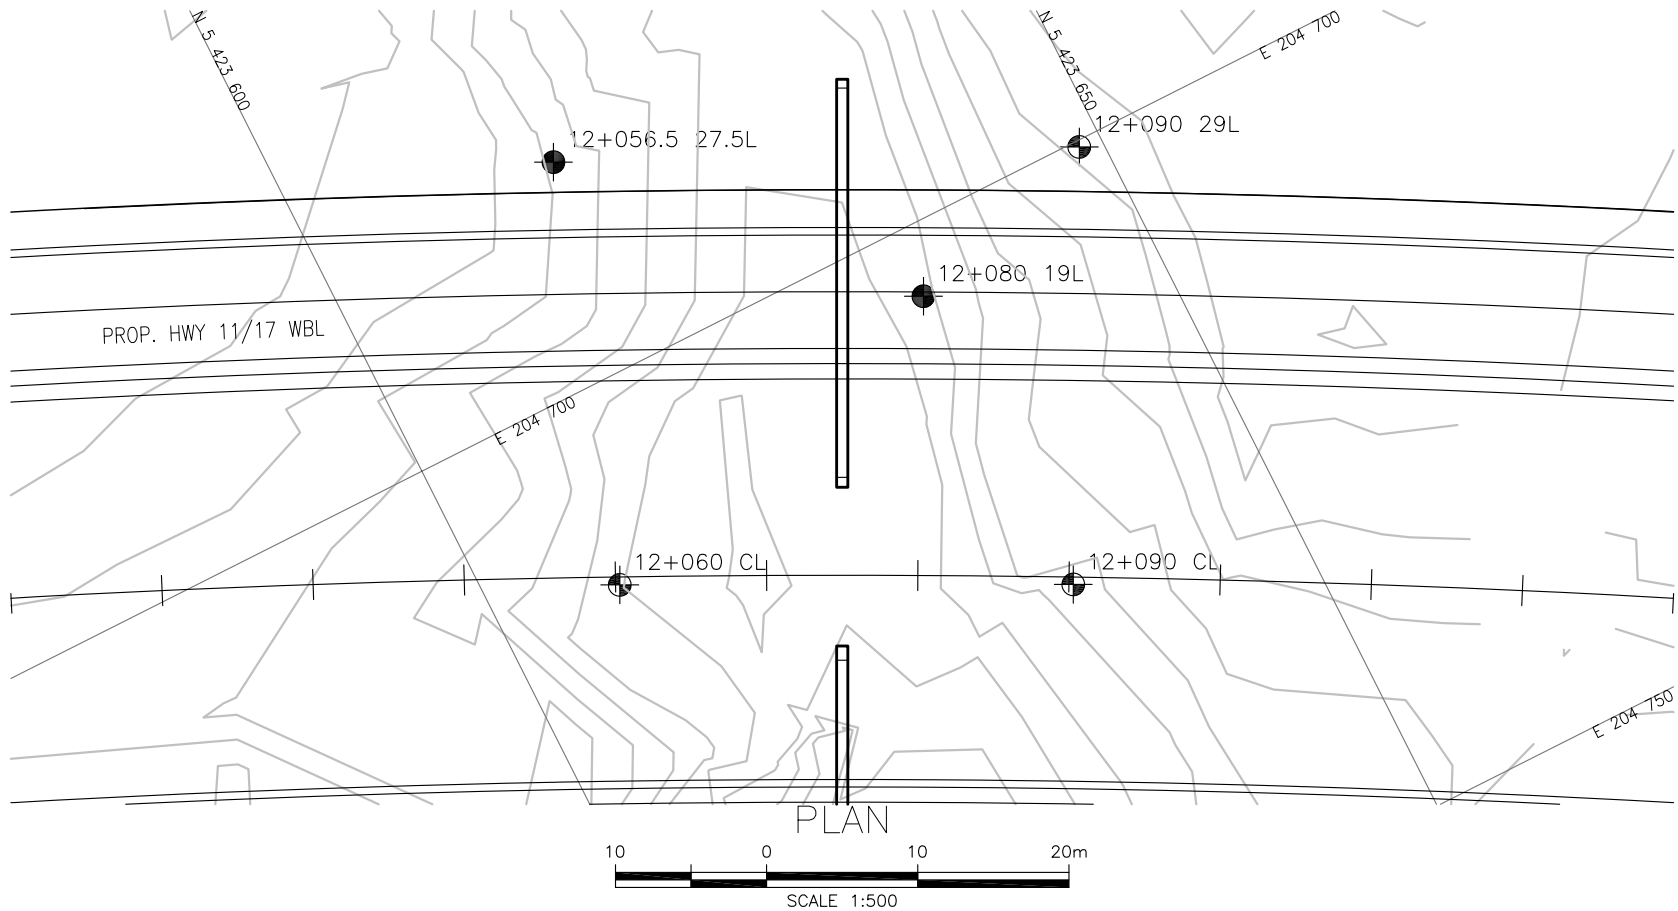 N 5 423 600
N 5 423 650
E 204 700
12+056.5 27.5L
12+090 29L
12+080 19L
PROP. HWY 11/17 WBL
E 204 700
12+060 CL
12+090 CL
E 204 750
PLAN
10 0 10 20m
SCALE 1:500